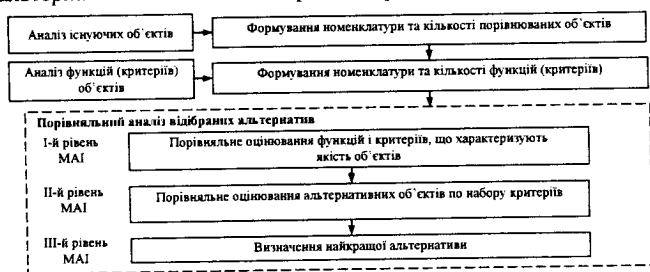 Аналіз існуючих об`єктів
Формування номенклатури та кількості порівнюваних об`єктів
Аналіз функцій (критеріїв)
об`єктів
Формування номенклатури та кількості функцій (критеріїв)
Порівняльний аналіз відібраних альтернатив
І-й рівень
МАІ
Порівняльне оцінювання функцій і критеріїв, що характеризують
якість об`єктів
ІІ-й рівень
МАІ
Порівняльне оцінювання альтернативних об`єктів по набору критеріїв
ІІІ-й рівень
МАІ
Визначення найкращої альтернативи